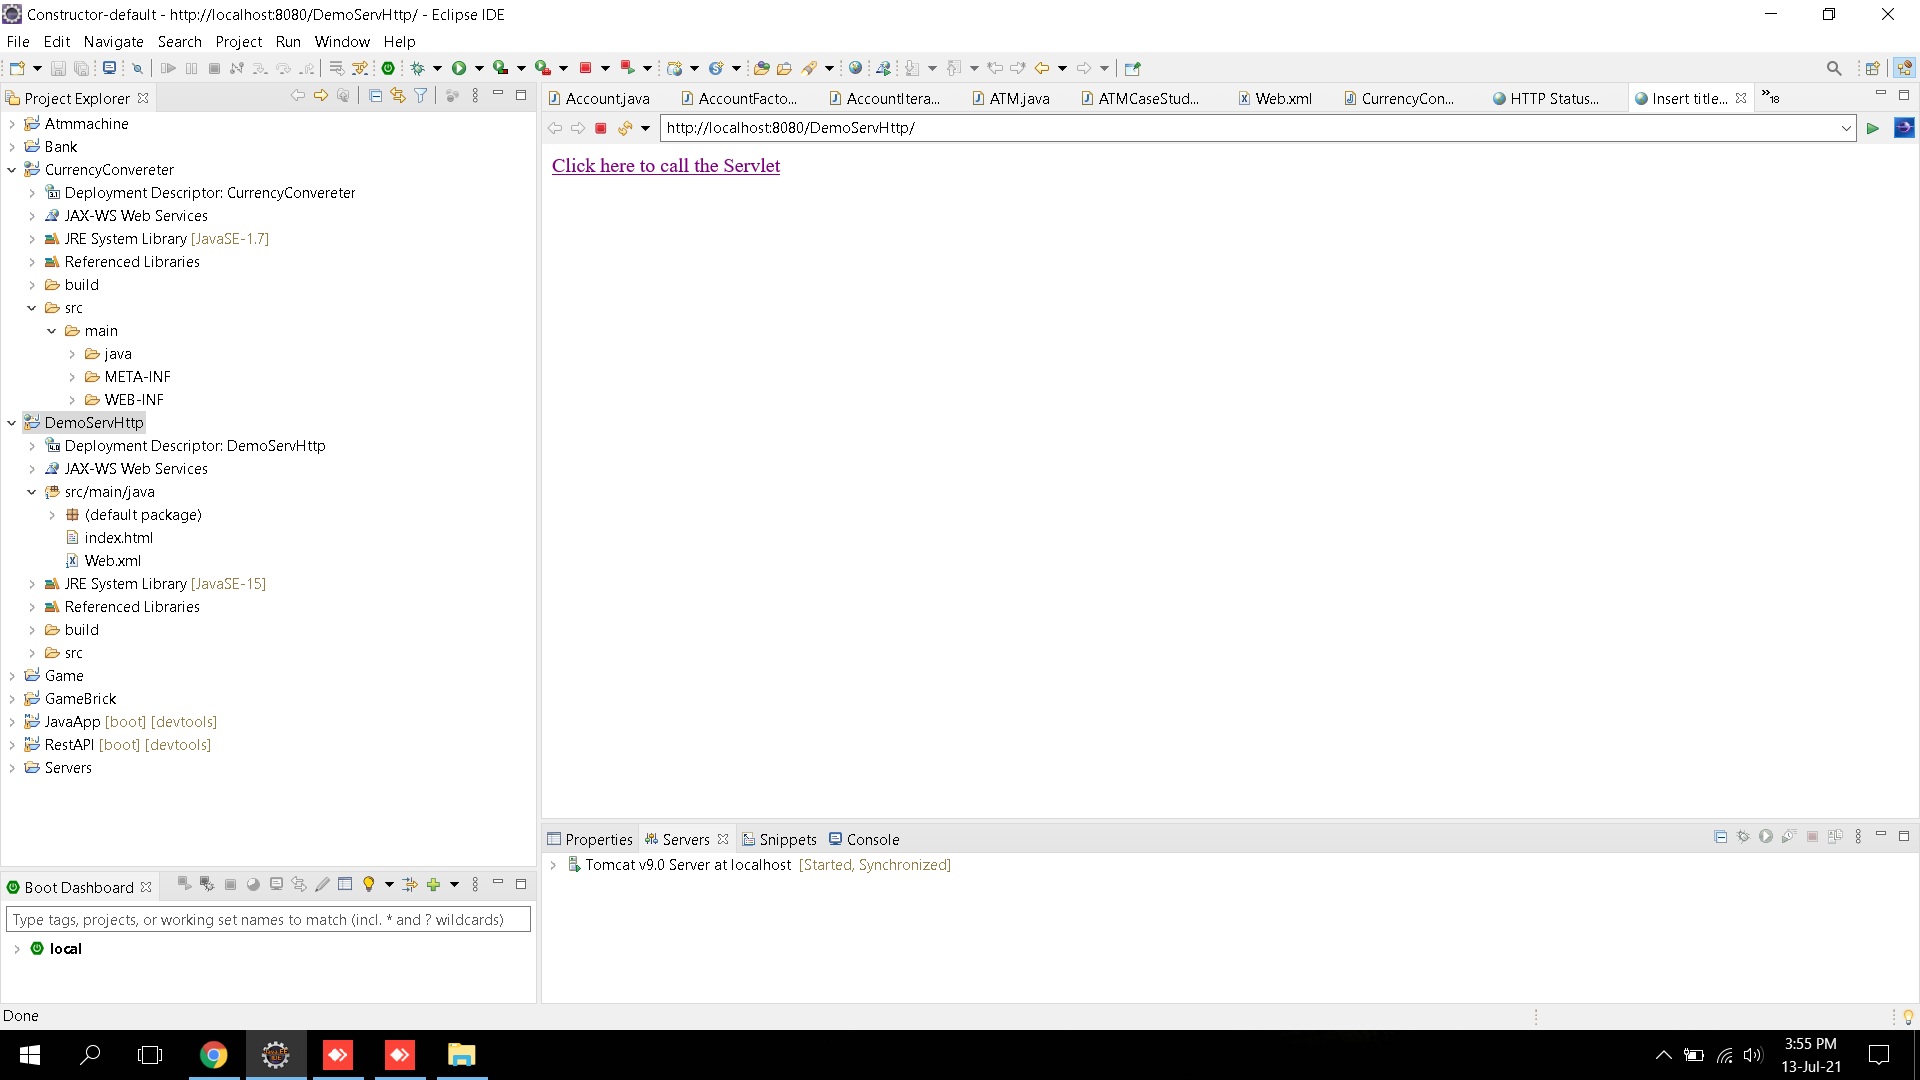 Constructor-default - http://localhost:8080/DemoServHttp/ - Eclipse IDE
File Edit Navigate Search Project Run Window Help
Project Explorer
Atmmachine
Bank
CurrencyConvereter
Deployment Descriptor: CurrencyConvereter
JAX-WS Web Services
JRE System Library [JavaSE-1.7]
Referenced Libraries
build
src
main
java
META-INF
WEB-INF
DemoServHttp
Deployment Descriptor: DemoServHttp
JAX-WS Web Services
src/main/java
(default package)
index.html
Web.xml
JRE System Library [JavaSE-15]
Referenced Libraries
build
src
Game
GameBrick
JavaApp [boot] [devtools]
RestAPI [boot] [devtools]
Servers
Account.java AccountFacto... AccountItera... ATM.java ATMCaseStud... Web.xml CurrencyCon... HTTP Status... Insert title... »18
http://localhost:8080/DemoServHttp/
Click here to call the Servlet
Properties Servers Snippets Console
Tomcat v9.0 Server at localhost [Started, Synchronized]
Boot Dashboard
Type tags, projects, or working set names to match (incl. * and ? wildcards)
local
Done
3:55 PM
13-Jul-21